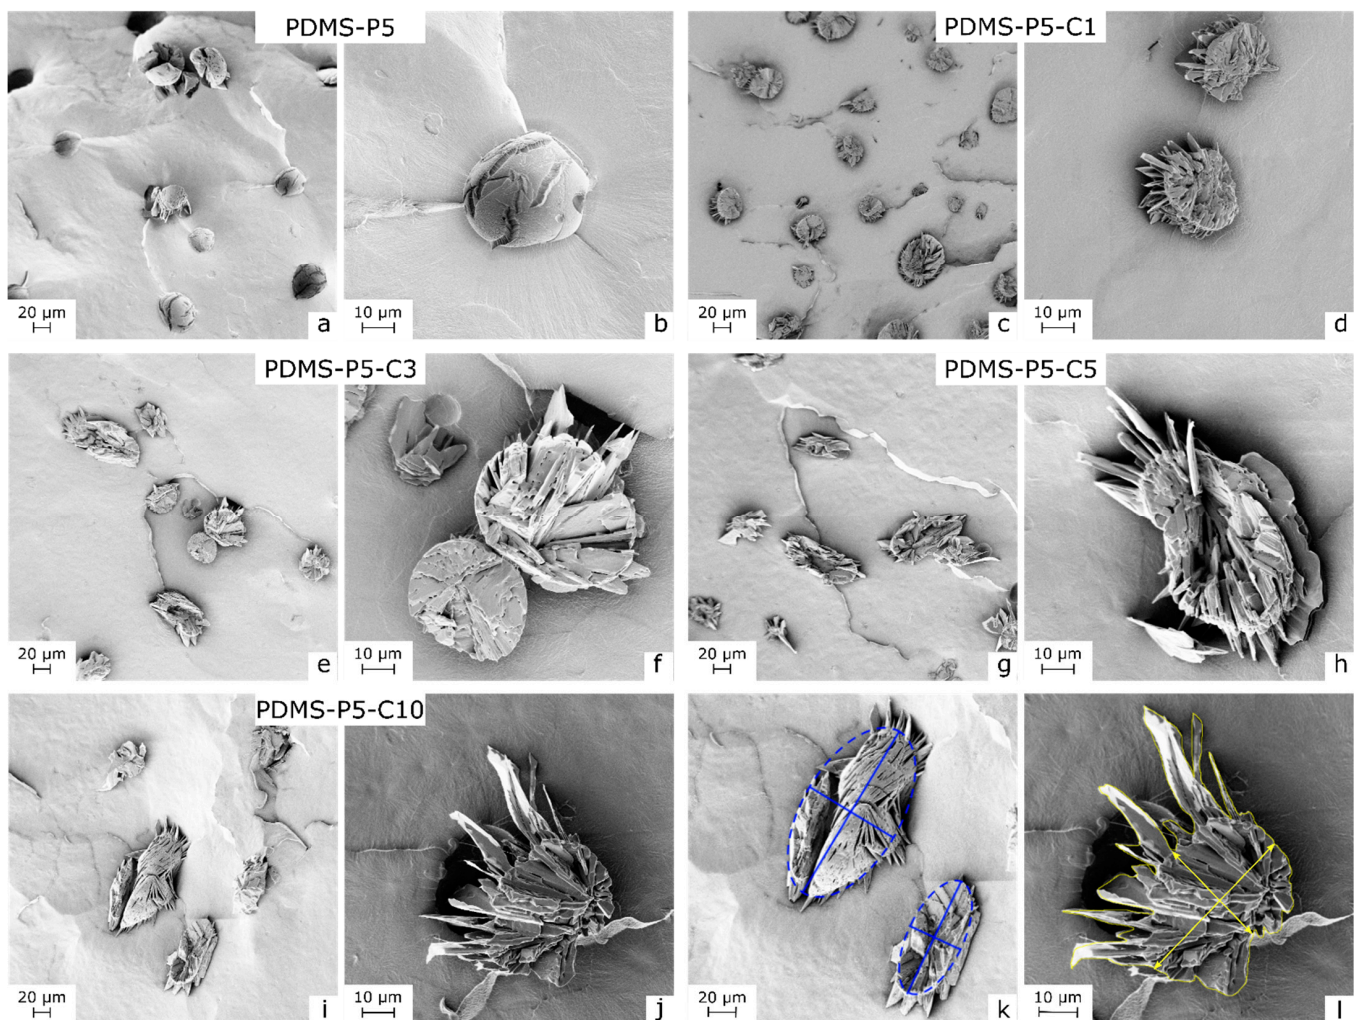 PDMS-P5
PDMS-P5-C1
20 µm
a
10 µm
b
20 µm
c
10 µm
d
PDMS-P5-C3
PDMS-P5-C5
20 µm
e
10 µm
f
20 µm
g
10 µm
h
PDMS-P5-C10
20 µm
i
10 µm
j
20 µm
k
10 µm
l